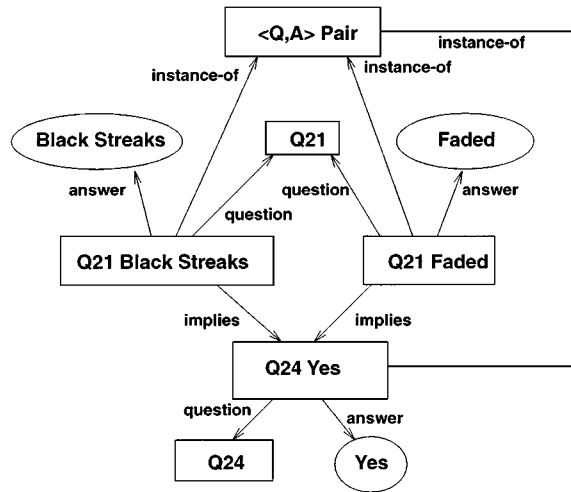 <Q,A> Pair
instance-of
instance-of
instance-of
Black Streaks
Q21
Faded
answer
question
question
answer
Q21 Black Streaks
Q21 Faded
implies
implies
Q24 Yes
question
answer
Q24
Yes